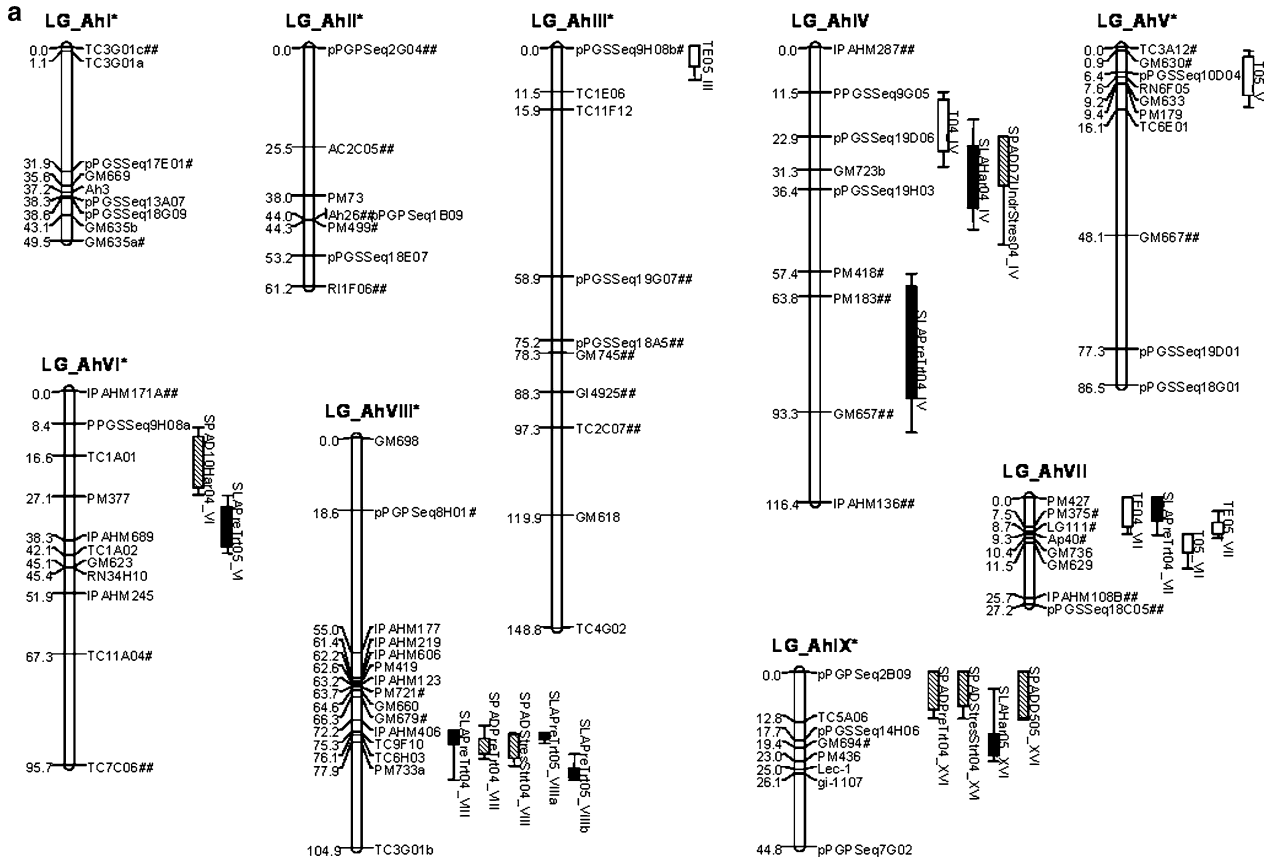 a
LG_AhI*
0.0 TC3G01c##
1.1 TC3G01a
31.9 pPGSSeq17E01#
35.8 GM669
37.2 Ah3
38.3 pPGSSeq13A07
38.6 pPGSSeq18G09
43.1 GM635b
49.5 GM635a#
LG_AhII*
0.0 pPGPSeq2G04##
25.5 AC2C05##
38.0 PM73
44.0 Ah26## pPGPSeq1B09
44.3 PM499#
53.2 pPGSSeq18E07
61.2 RI1F06##
LG_AhIII*
0.0 pPGSSeq9H08b#
11.5 TC1E06
15.9 TC11F12
58.9 pPGSSeq19G07##
75.2 pPGSSeq18A5##
78.3 GM745##
88.3 GI4925##
97.3 TC2C07##
119.9 GM618
148.8 TC4G02
TE05_III
LG_AhIV
0.0 IPAHM287##
11.5 PPGSSeq9G05
22.9 pPGSSeq19D06
31.3 GM723b
36.4 pPGSSeq19H03
57.4 PM418#
63.8 PM183##
93.3 GM657##
116.4 IPAHM136##
T04_IV
SLAHar04_IV
SPADD7UndrStres04_IV
SLAPreTrt04_IV
LG_AhV*
0.0 TC3A12#
0.9 GM630#
6.4 pPGSSeq10D04
7.6 RN6F05
9.2 GM633
9.4 PM179
16.1 TC6E01
48.1 GM667##
77.3 pPGSSeq19D01
86.5 pPGSSeq18G01
T05_V
LG_AhVI*
0.0 IPAHM171A##
8.4 PPGSSeq9H08a
16.6 TC1A01
27.1 PM377
38.3 IPAHM689
42.1 TC1A02
45.1 GM623
45.4 RN34H10
51.9 IPAHM245
67.3 TC11A04#
95.7 TC7C06##
SPAD10Har04_VI
SLAPreTrt05_VI
LG_AhVIII*
0.0 GM698
18.6 pPGPSeq8H01#
55.0 IPAHM177
61.4 IPAHM219
62.2 IPAHM606
62.6 PM419
63.2 IPAHM123
63.7 PM721#
64.6 GM660
66.3 GM679#
72.2 IPAHM406
75.3 TC9F10
76.1 TC6H03
77.9 PM733a
104.9 TC3G01b
SLAPreTrt04_VIII
SPADPreTrt04_VIII
SPADStresStrt04_VIII
SLAPreTrt05_VIIIa
SLAPreTrt05_VIIIb
LG_AhVII
0.0 PM427
7.5 PM375#
8.7 LG111#
9.3 Ap40#
10.4 GM736
11.5 GM629
25.7 IPAHM108B##
27.2 pPGSSeq18C05##
TE04_VII
SLAPreTrt04_VII
T05_VII
TE05_VII
LG_AhIX*
0.0 pPGPSeq2B09
12.8 TC5A06
17.7 pPGSSeq14H06
19.4 GM694#
23.0 PM436
25.0 Lec-1
26.1 gi-1107
44.8 pPGPSeq7G02
SPADPreTrt04_XVI
SPADStresStrt04_XVI
SLAHar05_XVI
SPADD505_XVI